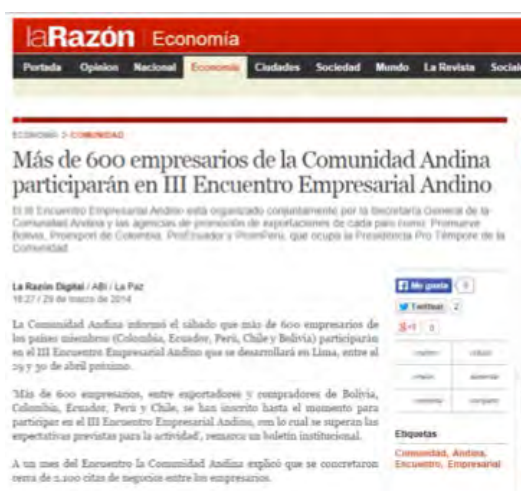 laRazón Economía
Portada Opinion Nacional Economía Ciudades Sociedad Mundo La Revista Social
ECONOMÍA > COMUNIDAD
Más de 600 empresarios de la Comunidad Andina
participarán en III Encuentro Empresarial Andino
El III Encuentro Empresarial Andino está organizado conjuntamente por la Secretaría General de la
Comunidad Andina y las agencias de promoción de exportaciones de cada país como: Promueve
Bolivia, Proexport de Colombia, ProEcuador y PromPerú, que ocupa la Presidencia Pro Témpore de la
Comunidad
La Razón Digital / ABI / La Paz
16:27 / 29 de marzo de 2014
La Comunidad Andina informó el sábado que más de 600 empresarios de
los países miembros (Colombia, Ecuador, Perú, Chile y Bolivia) participarán
en el III Encuentro Empresarial Andino que se desarrollará en Lima, entre el
29 y 30 de abril próximo.
'Más de 600 empresarios, entre exportadores y compradores de Bolivia,
Colombia, Ecuador, Perú y Chile, se han inscrito hasta el momento para
participar en el III Encuentro Empresarial Andino, con lo cual se superan las
expectativas previstas para la actividad', remarca un boletín institucional.
A un mes del Encuentro la Comunidad Andina explicó que se concretaron
cerca de 2.100 citas de negocios entre los empresarios.
Me gusta 0
Twittear 2
g+1 0
Etiquetas
Comunidad, Andina,
Encuentro, Empresarial